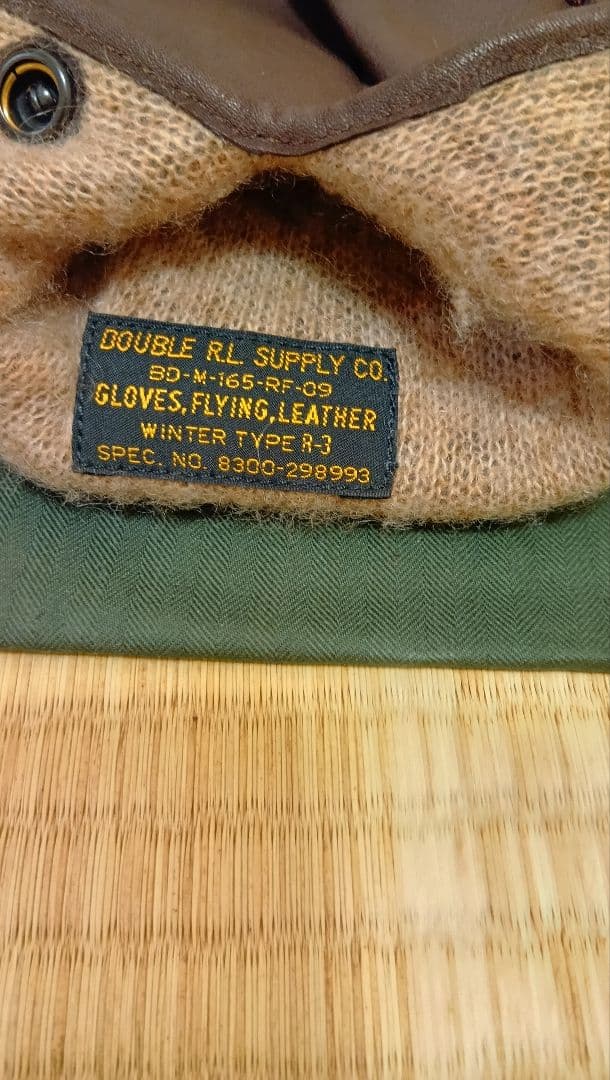 DOUBLE R.L. SUPPLY CO.
BD-M-165-RF-09
GLOVES,FLYING,LEATHER
WINTER TYPE R-3
SPEC. NO. 8300-298993